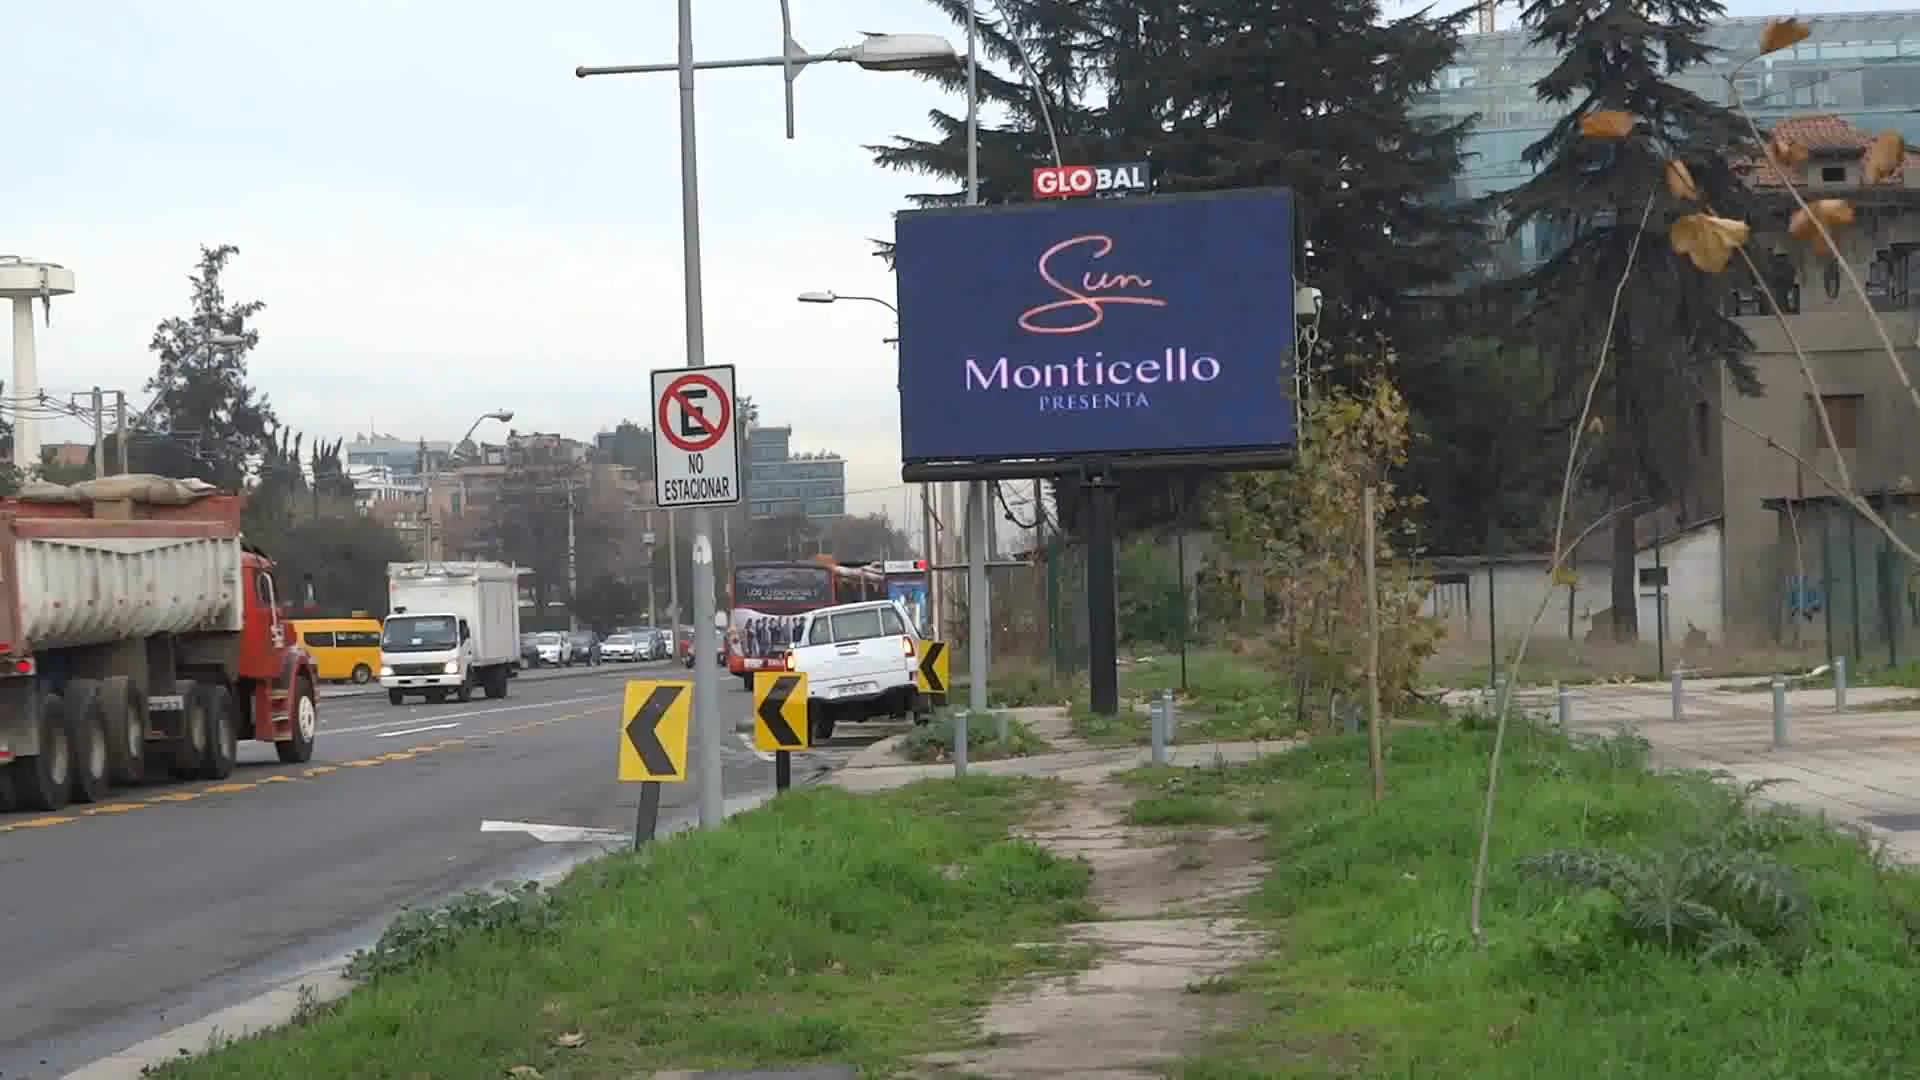 GLOBAL
Sun
Monticello
PRESENTA
E
NO
ESTACIONAR